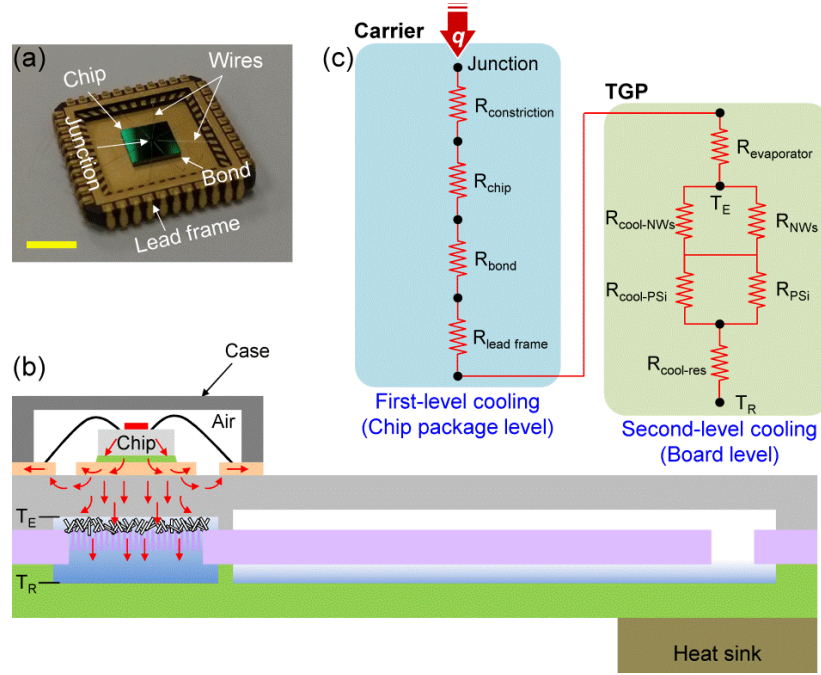 (a)
Chip
Wires
Junction
Bond
Lead frame
(b)
Case
Air
Chip
T_E
T_R
Heat sink
(c)
Carrier
q
Junction
R_constriction
R_chip
R_bond
R_lead frame
First-level cooling
(Chip package level)
TGP
R_evaporator
T_E
R_cool-NWs
R_NWs
R_cool-PSi
R_PSi
R_cool-res
T_R
Second-level cooling
(Board level)